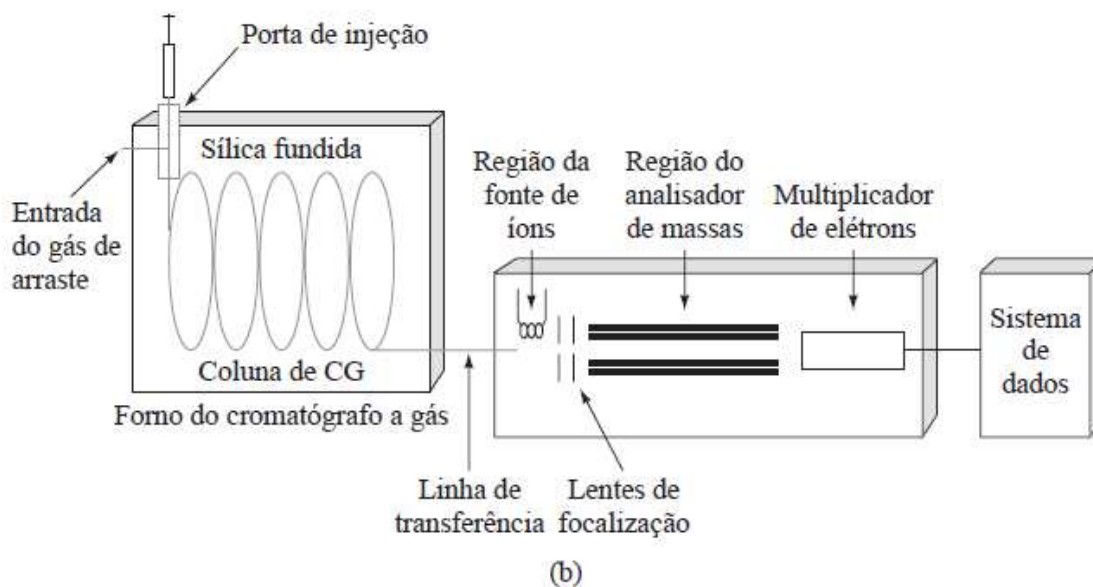 Porta de injeção
Sílica fundida
Entrada
do gás de
arraste
Coluna de CG
Forno do cromatógrafo a gás
Região da
fonte de
íons
Região do
analisador
de massas
Multiplicador
de elétrons
Sistema
de
dados
Linha de
transferência
Lentes de
focalização
(b)